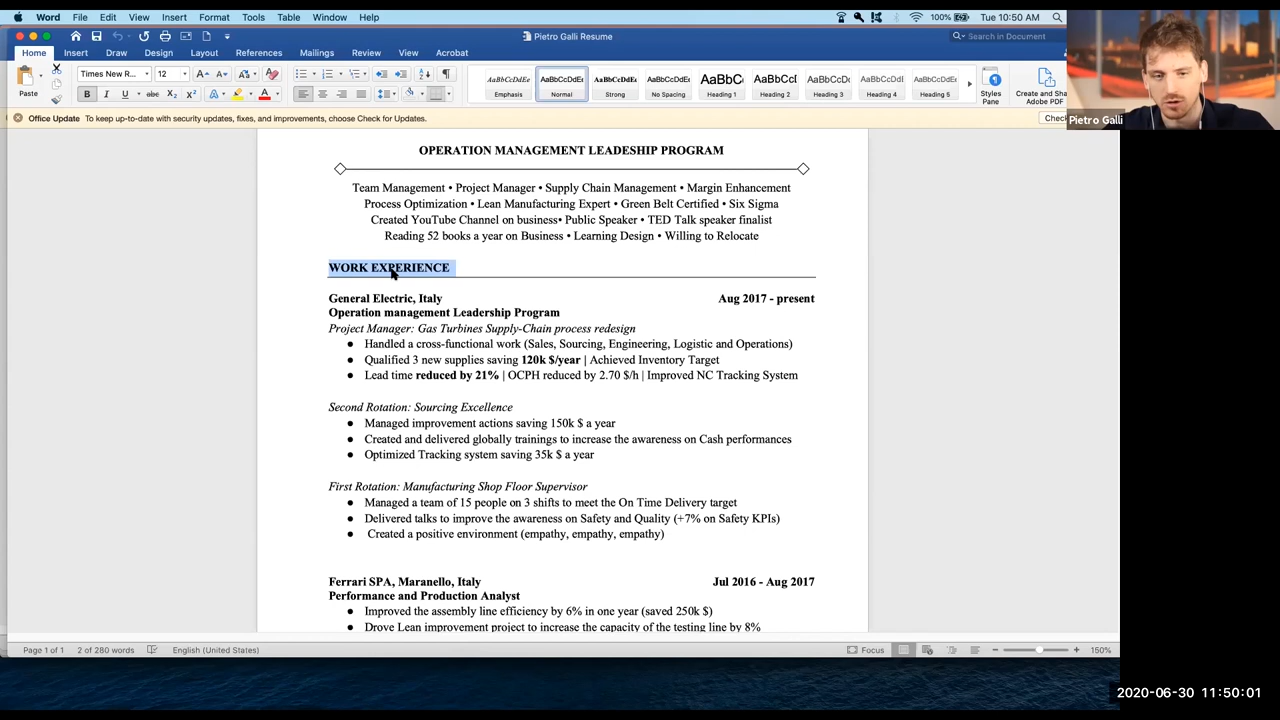 Word File Edit View Insert Format Tools Table Window Help 100% Tue 10:50 AM
Pietro Galli Resume Search in Document
Home Insert Draw Design Layout References Mailings Review View Acrobat
Times New R... 12
Paste
AaBbCcDdEe AaBbCcDdEe AaBbCcDdEe AaBbCcDdEe AaBbC AaBbCcD AaBbCcDdE AaBbCcDdE AaBbCcDdEe
Emphasis Normal Strong No Spacing Heading 1 Heading 2 Heading 3 Heading 4 Heading 5 Styles Pane Create and Sha Adobe PDF
Office Update To keep up-to-date with security updates, fixes, and improvements, choose Check for Updates. Check
Pietro Galli
OPERATION MANAGEMENT LEADESHIP PROGRAM
Team Management • Project Manager • Supply Chain Management • Margin Enhancement
Process Optimization • Lean Manufacturing Expert • Green Belt Certified • Six Sigma
Created YouTube Channel on business• Public Speaker • TED Talk speaker finalist
Reading 52 books a year on Business • Learning Design • Willing to Relocate
WORK EXPERIENCE
General Electric, Italy Aug 2017 - present
Operation management Leadership Program
Project Manager: Gas Turbines Supply-Chain process redesign
● Handled a cross-functional work (Sales, Sourcing, Engineering, Logistic and Operations)
● Qualified 3 new supplies saving 120k $/year | Achieved Inventory Target
● Lead time reduced by 21% | OCPH reduced by 2.70 $/h | Improved NC Tracking System
Second Rotation: Sourcing Excellence
● Managed improvement actions saving 150k $ a year
● Created and delivered globally trainings to increase the awareness on Cash performances
● Optimized Tracking system saving 35k $ a year
First Rotation: Manufacturing Shop Floor Supervisor
● Managed a team of 15 people on 3 shifts to meet the On Time Delivery target
● Delivered talks to improve the awareness on Safety and Quality (+7% on Safety KPIs)
● Created a positive environment (empathy, empathy, empathy)
Ferrari SPA, Maranello, Italy Jul 2016 - Aug 2017
Performance and Production Analyst
● Improved the assembly line efficiency by 6% in one year (saved 250k $)
● Drove Lean improvement project to increase the capacity of the testing line by 8%
Page 1 of 1 2 of 280 words English (United States) Focus 150%
2020-06-30 11:50:01